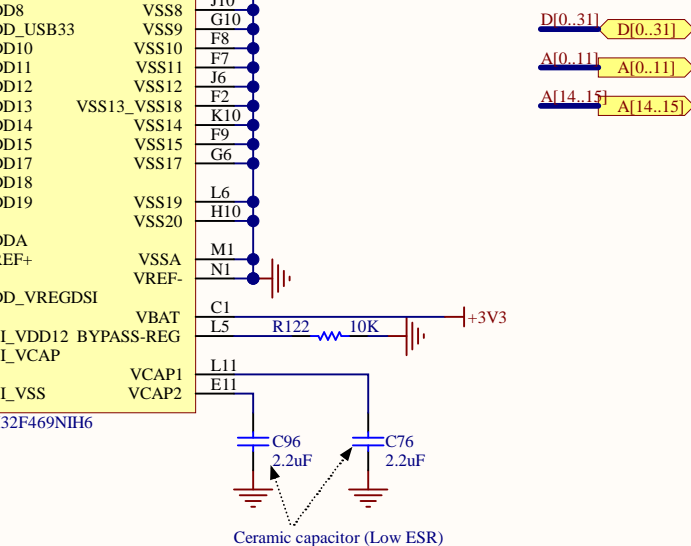 DD8 VSS8 J10
DD_USB33 VSS9 G10
DD10 VSS10 F8
DD11 VSS11 F7
DD12 VSS12 J6
DD13 VSS13_VSS18 F2
DD14 VSS14 K10
DD15 VSS15 F9
DD17 VSS17 G6
DD18
DD19 VSS19 L6
VSS20 H10
DDA
VSSA M1
REF+
VREF- N1
DD_VREGDSI
VBAT C1 +3V3
I_VDD12 BYPASS-REG L5 R122 10K
I_VCAP
VCAP1 L11
I_VSS VCAP2 E11
32F469NIH6
C96 C76
2.2uF 2.2uF
Ceramic capacitor (Low ESR)
D[0..31] D[0..31]
A[0..11] A[0..11]
A[14..15] A[14..15]